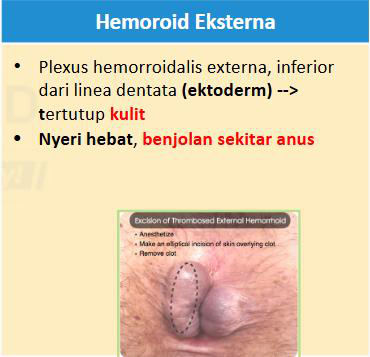 Hemoroid Eksterna
• Plexus hemorroidalis externa, inferior
dari linea dentata (ektoderm) -->
tertutup kulit
• Nyeri hebat, benjolan sekitar anus
Excision of Thrombosed External Hemorrhoid
• Anesthetize
• Make an elliptical incision of skin overlying clot
• Remove clot